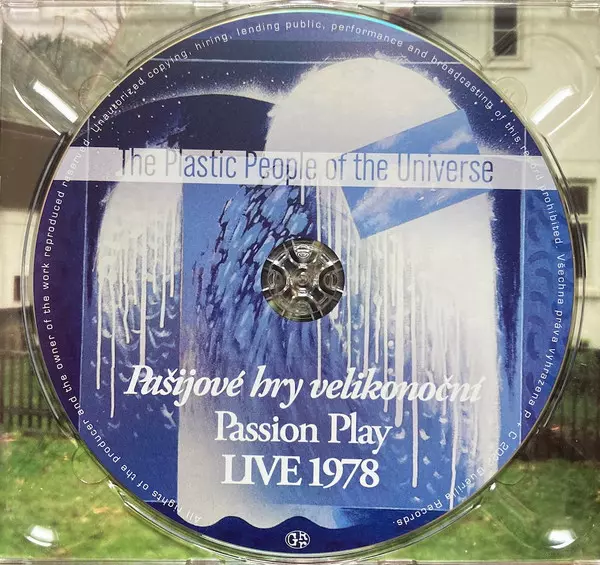 The Plastic People of the Universe
Pašijové hry velikonoční
Passion Play
LIVE 1978
All Rights of the producer and the owner of the work reproduced reserved. Unauthorized copying, hiring, lending public, performance and broadcasting of this record prohibited. Všechna práva vyhrazena p + C Guerilla Records.